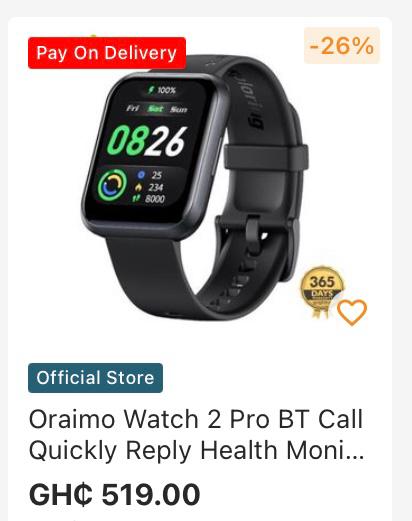 Pay On Delivery
-26%
100%
Fri Sat Sun
0826
25
234
8000
365
DAYS
Official Store
Oraimo Watch 2 Pro BT Call
Quickly Reply Health Moni...
GH₵ 519.00